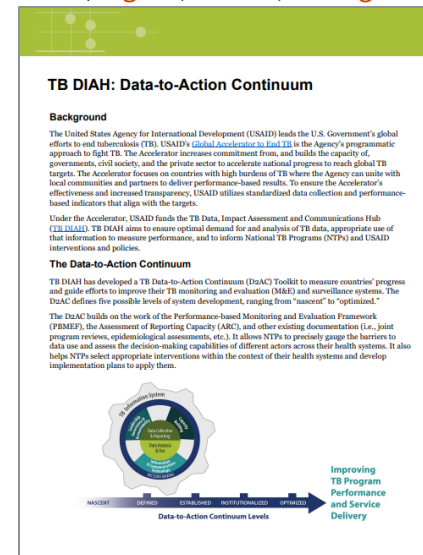 TB DIAH: Data-to-Action Continuum
Background
The United States Agency for International Development (USAID) leads the U.S. Government's global
efforts to end tuberculosis (TB). USAID's Global Accelerator to End TB is the Agency's programmatic
approach to fight TB. The Accelerator increases commitment from, and builds the capacity of,
governments, civil society, and the private sector to accelerate national progress to reach global TB
targets. The Accelerator focuses on countries with high burdens of TB where the Agency can unite with
local communities and partners to deliver performance-based results. To ensure the Accelerator's
effectiveness and increased transparency, USAID utilizes standardized data collection and performance-
based indicators that align with the targets.
Under the Accelerator, USAID funds the TB Data, Impact Assessment and Communications Hub
(TB DIAH). TB DIAH aims to ensure optimal demand for and analysis of TB data, appropriate use of
that information to measure performance, and to inform National TB Programs (NTPs) and USAID
interventions and policies.
The Data-to-Action Continuum
TB DIAH has developed a TB Data-to-Action Continuum (D2AC) Toolkit to measure countries' progress
and guide efforts to improve their TB monitoring and evaluation (M&E) and surveillance systems. The
D2AC defines five possible levels of system development, ranging from "nascent" to "optimized."
The D2AC builds on the work of the Performance-based Monitoring and Evaluation Framework
(PBMEF), the Assessment of Reporting Capacity (ARC), and other existing documentation (i.e., joint
program reviews, epidemiological assessments, etc.). It allows NTPs to precisely gauge the barriers to
data use and assess the decision-making capabilities of different actors across their health systems. It also
helps NTPs select appropriate interventions within the context of their health systems and develop
implementation plans to apply them.
TB Information System
Data Collection
& Reporting
Data Analysis
& Use
Information
& Communication
Technology
DECISION MAKING
Improving
TB Program
Performance
and Service
Delivery
NASCENT DEFINED ESTABLISHED INSTITUTIONALIZED OPTIMIZED
Data-to-Action Continuum Levels